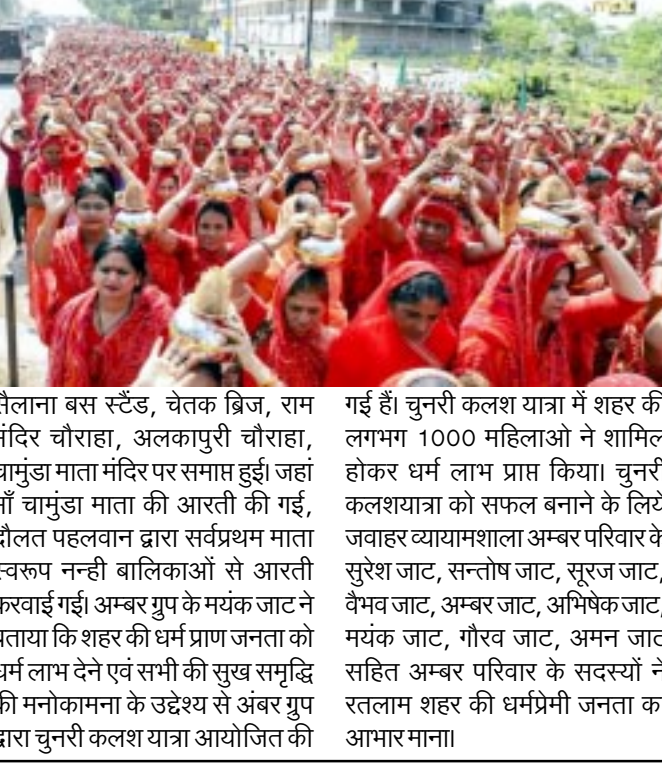 सैलाना बस स्टैंड, चेतक ब्रिज, राम
मंदिर चौराहा, अलकापुरी चौराहा,
चामुंडा माता मंदिर पर समाप्त हुई। जहां
माँ चामुंडा माता की आरती की गई,
दौलत पहलवान द्वारा सर्वप्रथम माता
स्वरूप नन्ही बालिकाओं से आरती
करवाई गई। अम्बर ग्रुप के मयंक जाट ने
बताया कि शहर की धर्म प्राण जनता को
धर्म लाभ देने एवं सभी की सुख समृद्धि
की मनोकामना के उद्देश्य से अंबर ग्रुप
द्वारा चुनरी कलश यात्रा आयोजित की
गई हैं। चुनरी कलश यात्रा में शहर की
लगभग 1000 महिलाओ ने शामिल
होकर धर्म लाभ प्राप्त किया। चुनरी
कलशयात्रा को सफल बनाने के लिये
जवाहर व्यायामशाला अम्बर परिवार के
सुरेश जाट, सन्तोष जाट, सूरज जाट,
वैभव जाट, अम्बर जाट, अभिषेक जाट,
मयंक जाट, गौरव जाट, अमन जाट
सहित अम्बर परिवार के सदस्यों ने
रतलाम शहर की धर्मप्रेमी जनता का
आभार माना।